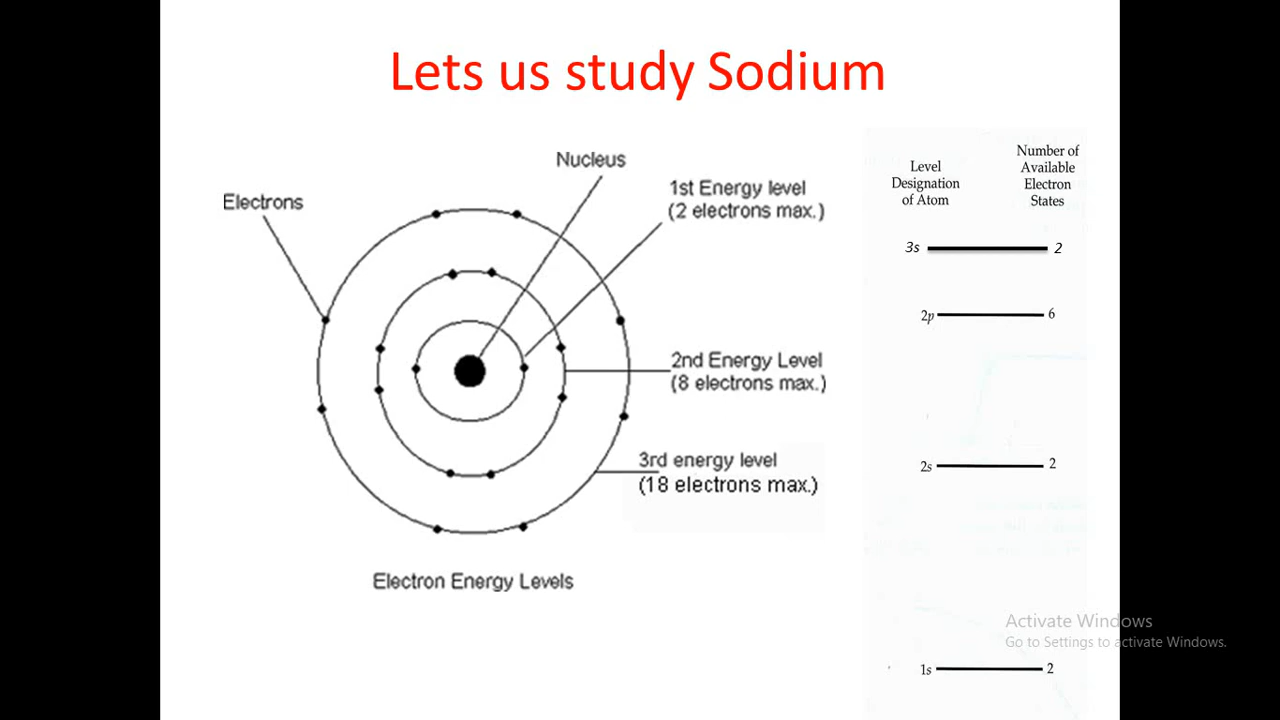 Lets us study Sodium
Nucleus
Electrons
1st Energy level
(2 electrons max.)
2nd Energy Level
(8 electrons max.)
3rd energy level
(18 electrons max.)
Electron Energy Levels
Level
Designation
of Atom
Number of
Available
Electron
States
3s 2
2p 6
2s 2
1s 2
Activate Windows
Go to Settings to activate Windows.